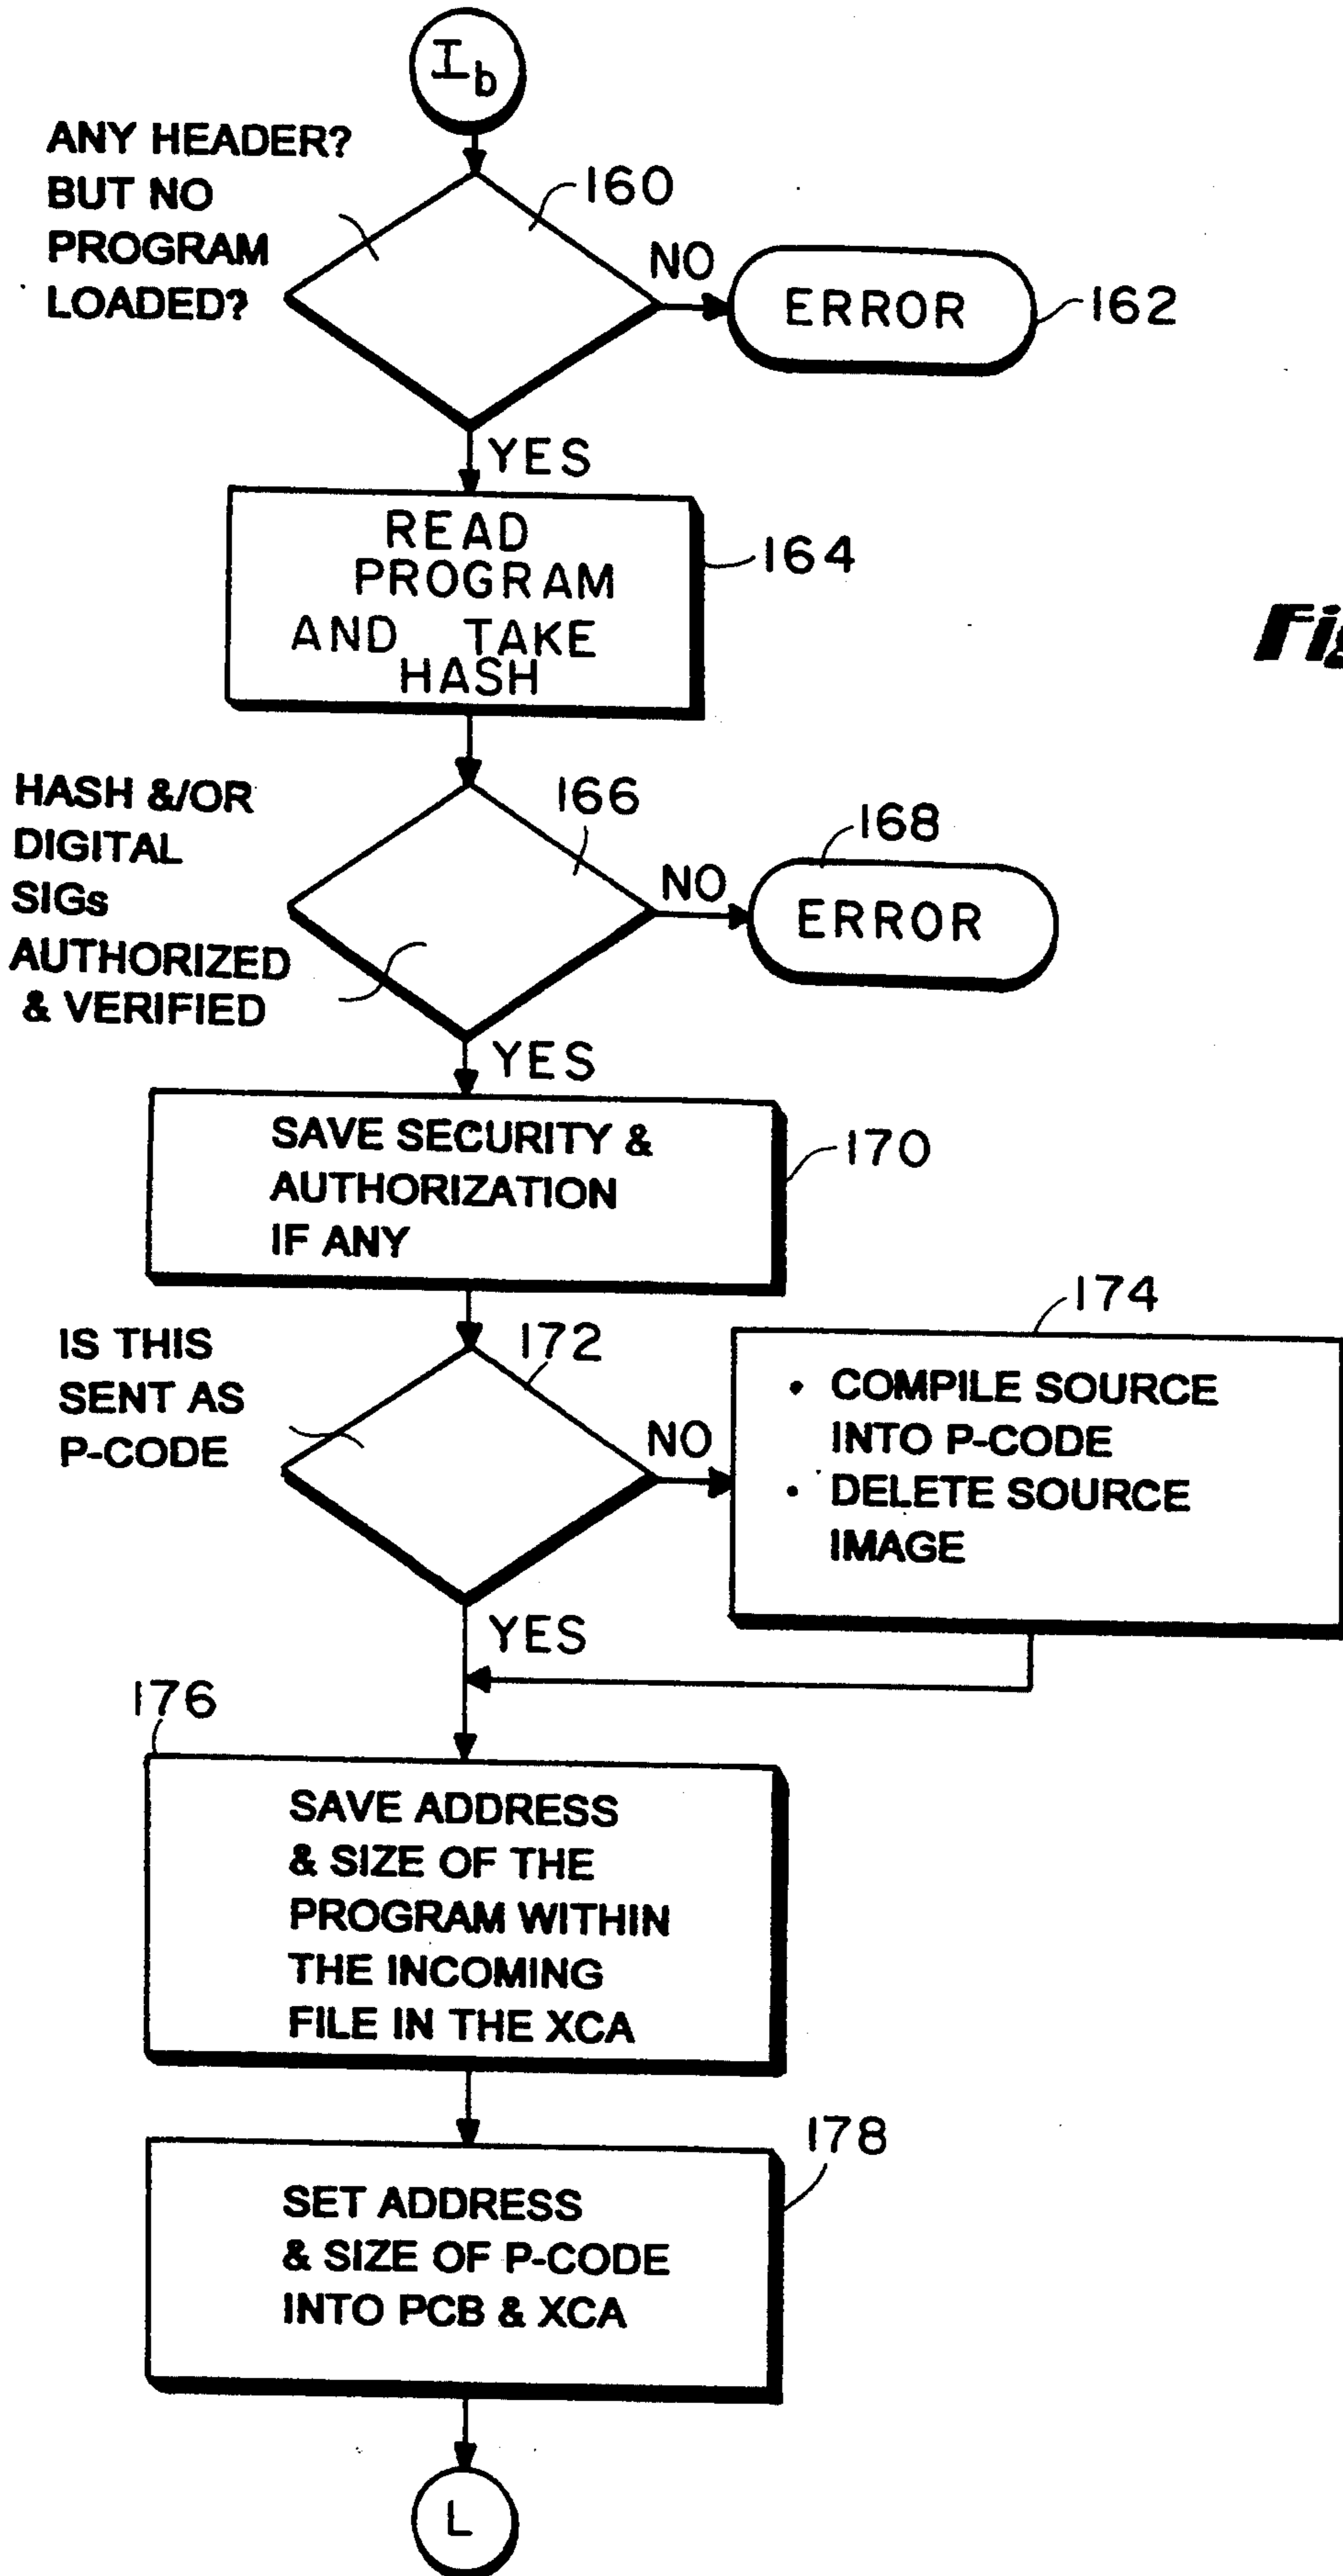 Ib
ANY HEADER?
BUT NO
PROGRAM
LOADED?
160
NO
ERROR
162
YES
READ
PROGRAM
AND TAKE
HASH
164
HASH &/OR
DIGITAL
SIGs
AUTHORIZED
& VERIFIED
166
NO
168
ERROR
YES
SAVE SECURITY &
AUTHORIZATION
IF ANY
170
IS THIS
SENT AS
P-CODE
172
NO
174
• COMPILE SOURCE
INTO P-CODE
• DELETE SOURCE
IMAGE
YES
176
SAVE ADDRESS
& SIZE OF THE
PROGRAM WITHIN
THE INCOMING
FILE IN THE XCA
178
SET ADDRESS
& SIZE OF P-CODE
INTO PCB & XCA
L